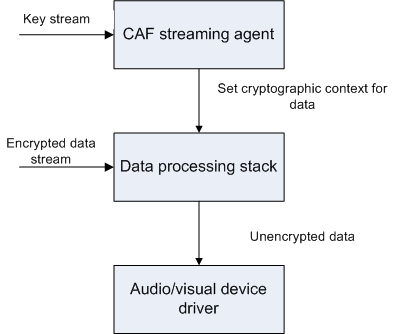 Key stream
CAF streaming agent
Set cryptographic context for
data
Encrypted data
stream
Data processing stack
Unencrypted data
Audio/visual device
driver